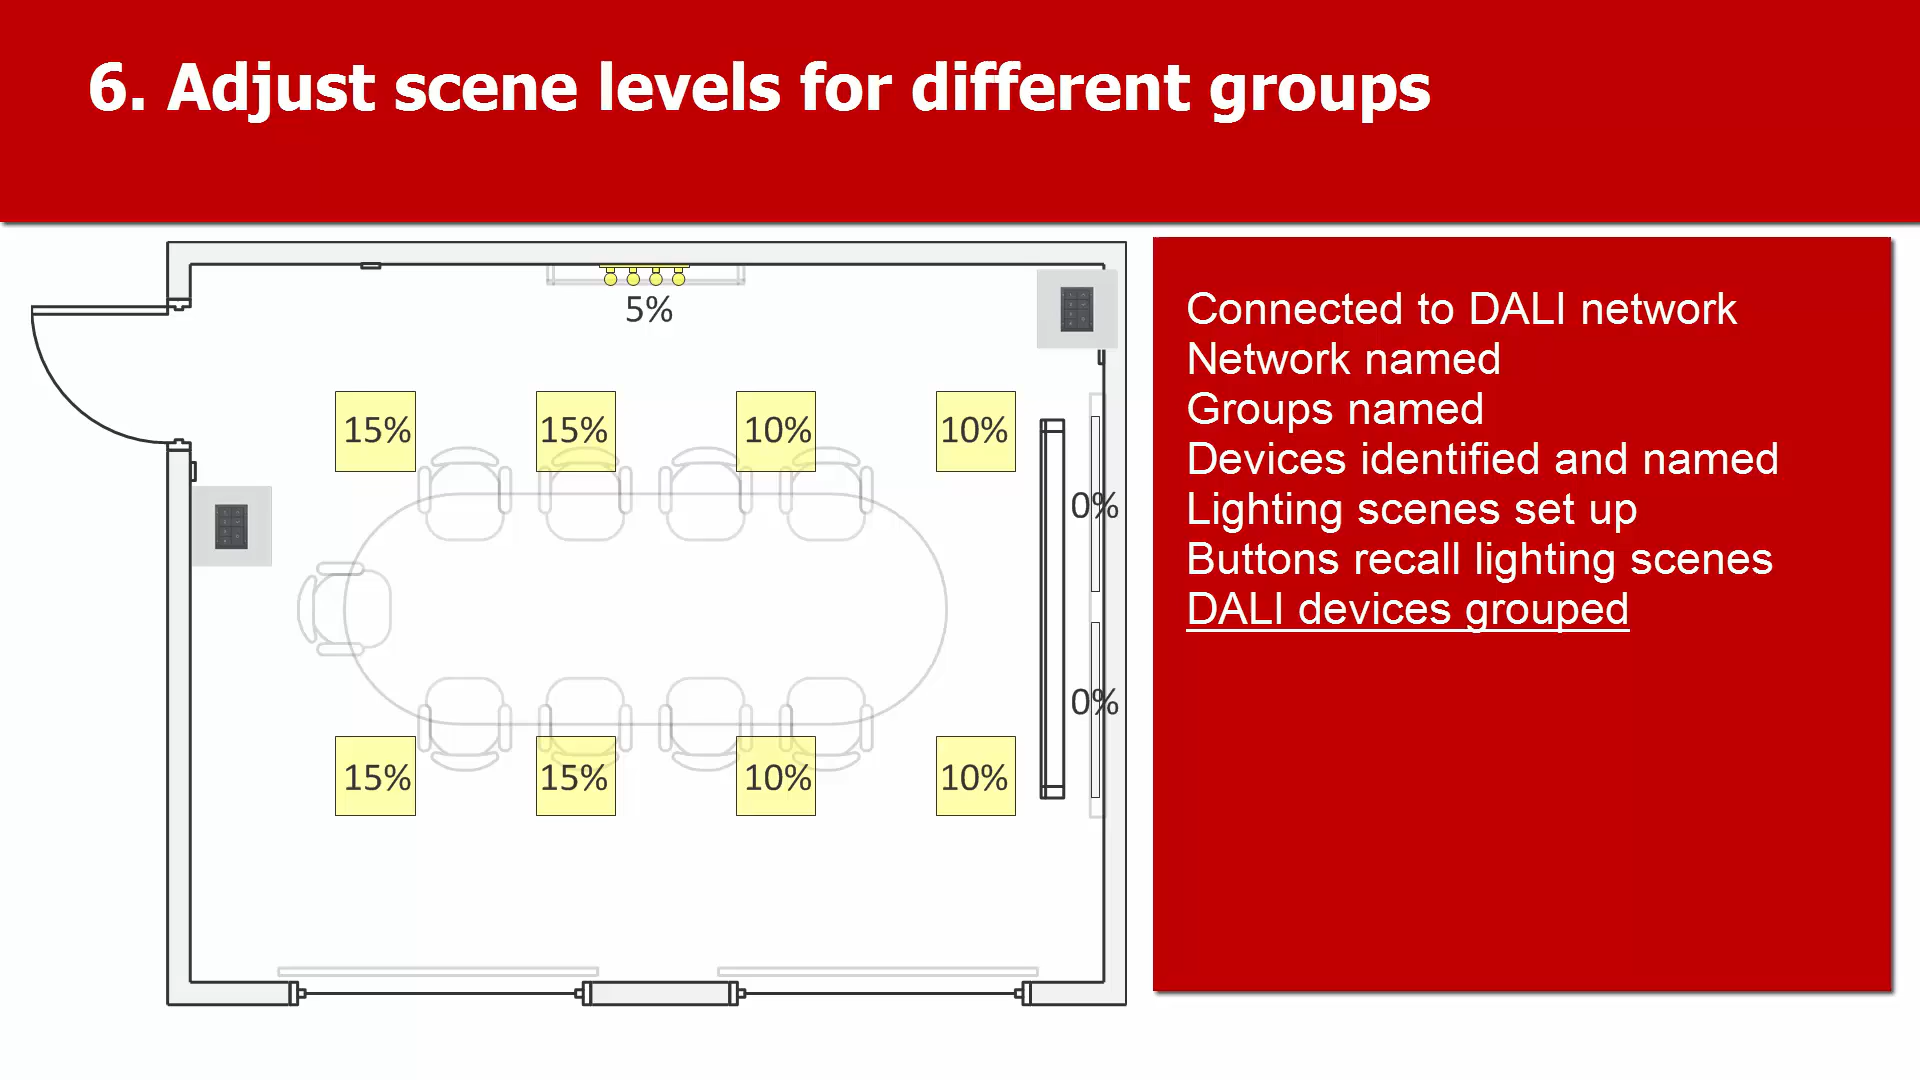 6. Adjust scene levels for different groups
5%
15% 15% 10% 10%
0%
0%
15% 15% 10% 10%
Connected to DALI network
Network named
Groups named
Devices identified and named
Lighting scenes set up
Buttons recall lighting scenes
DALI devices grouped